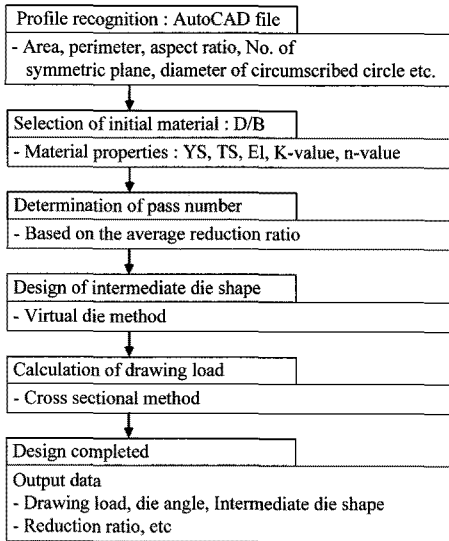 Profile recognition : AutoCAD file
- Area, perimeter, aspect ratio, No. of
symmetric plane, diameter of circumscribed circle etc.
Selection of initial material : D/B
- Material properties : YS, TS, El, K-value, n-value
Determination of pass number
- Based on the average reduction ratio
Design of intermediate die shape
- Virtual die method
Calculation of drawing load
- Cross sectional method
Design completed
Output data
- Drawing load, die angle, Intermediate die shape
- Reduction ratio, etc